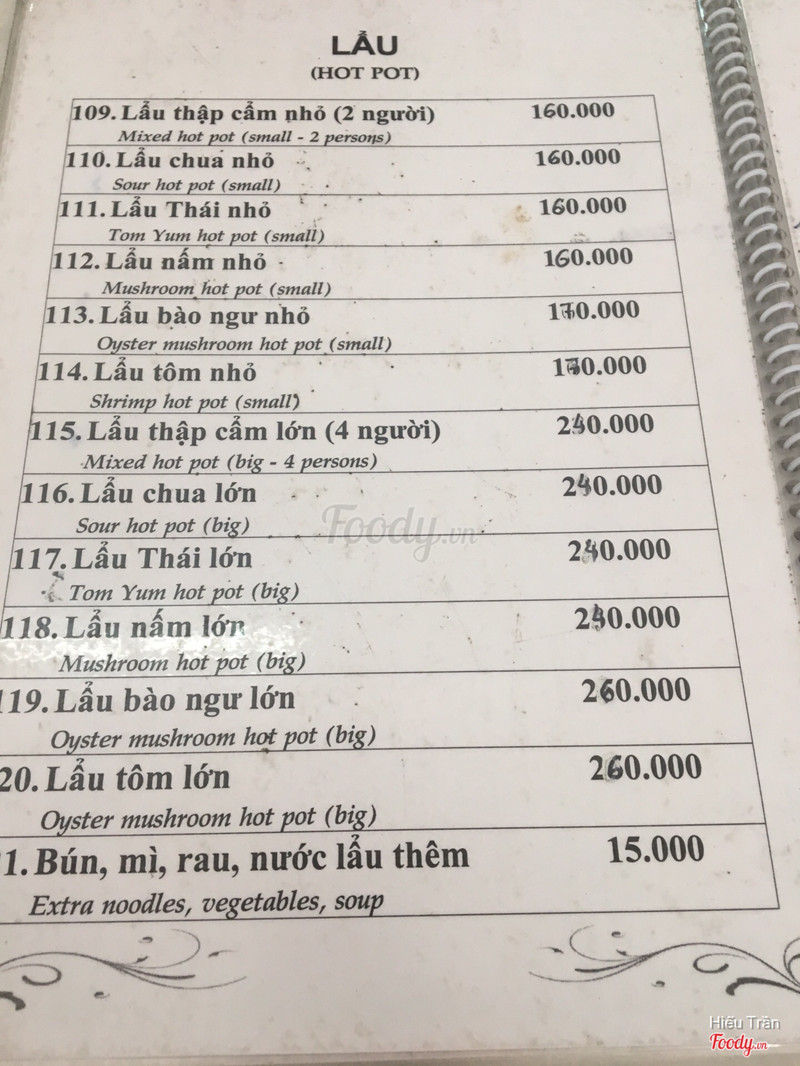 LẨU
(HOT POT)
109. Lẩu thập cẩm nhỏ (2 người) 160.000
Mixed hot pot (small - 2 persons)
110. Lẩu chua nhỏ 160.000
Sour hot pot (small)
111. Lẩu Thái nhỏ 160.000
Tom Yum hot pot (small)
112. Lẩu nấm nhỏ 160.000
Mushroom hot pot (small)
113. Lẩu bào ngư nhỏ 170.000
Oyster mushroom hot pot (small)
114. Lẩu tôm nhỏ 170.000
Shrimp hot pot (small)
115. Lẩu thập cẩm lớn (4 người) 240.000
Mixed hot pot (big - 4 persons)
116. Lẩu chua lớn 240.000
Sour hot pot (big)
117. Lẩu Thái lớn 240.000
Tom Yum hot pot (big)
118. Lẩu nấm lớn 240.000
Mushroom hot pot (big)
119. Lẩu bào ngư lớn 260.000
Oyster mushroom hot pot (big)
20. Lẩu tôm lớn 260.000
Oyster mushroom hot pot (big)
1. Bún, mì, rau, nước lẩu thêm 15.000
Extra noodles, vegetables, soup
Foody.vn
Hiếu Trần
Foody.vn